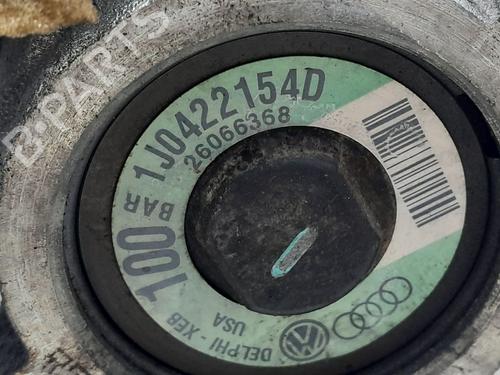 1J0422154D
26066368
100 BAR
DELPHI - XEB
USA
B-PARTS